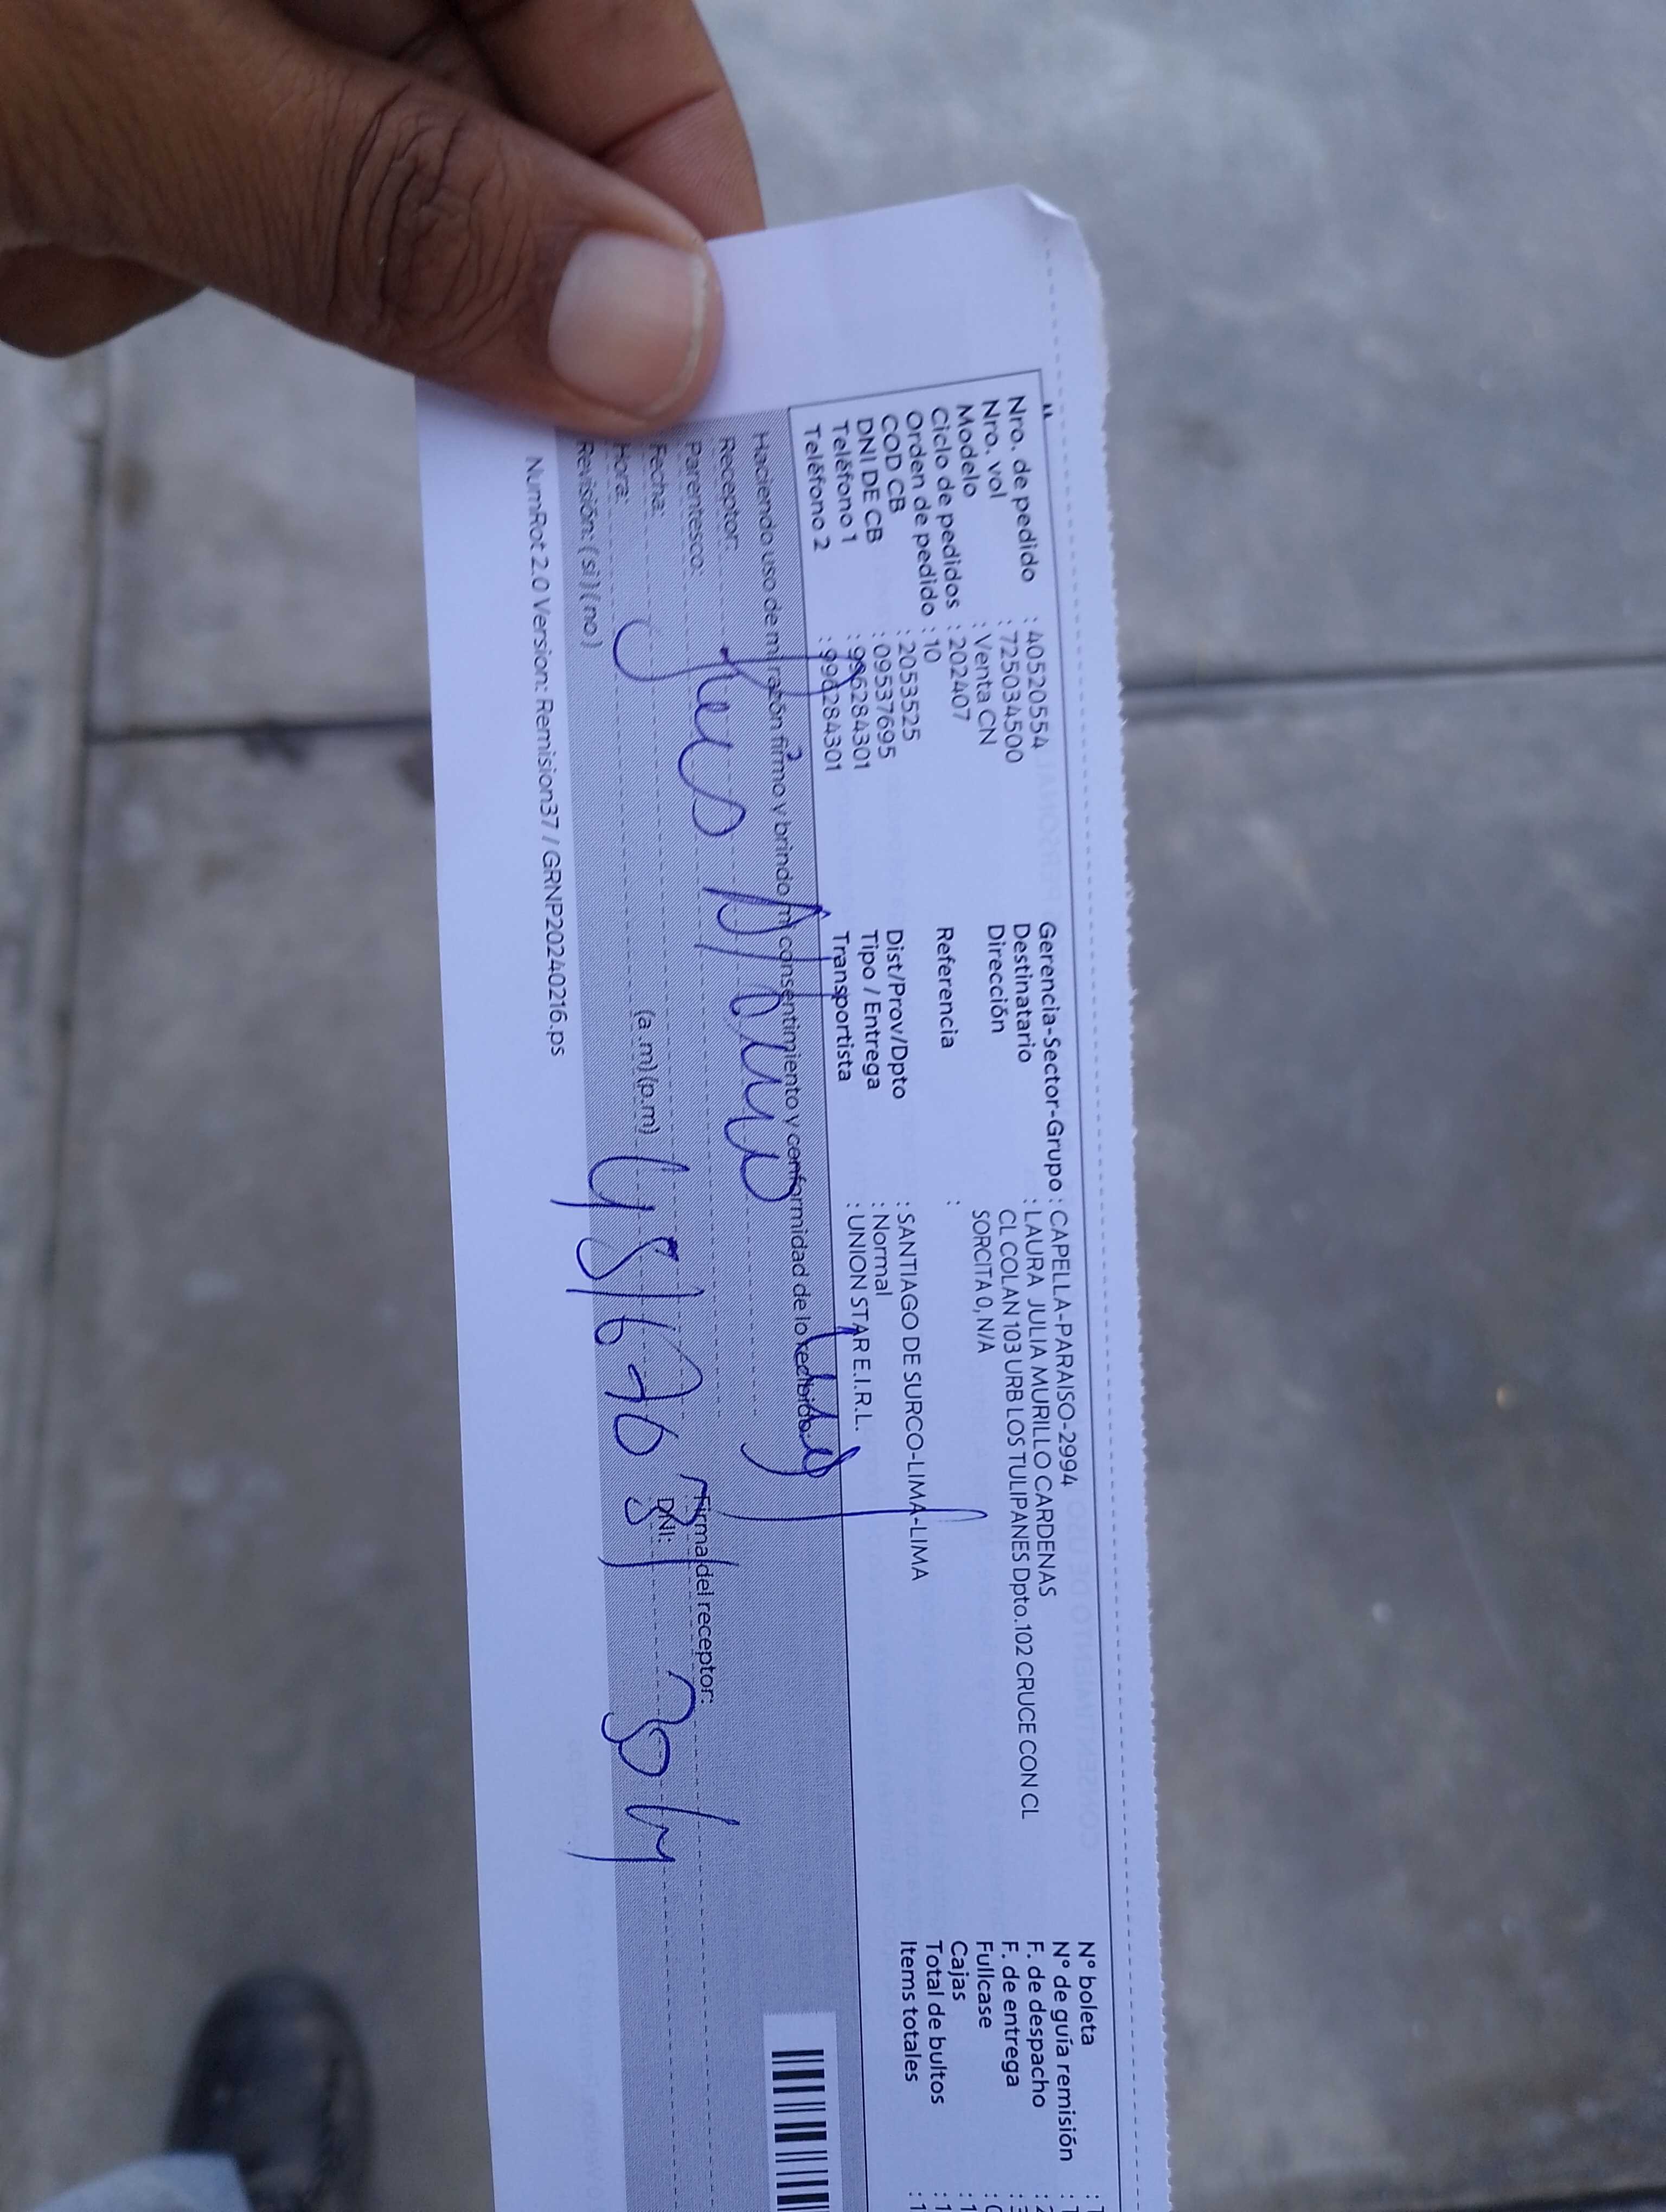 Nro. de pedido : 40520554
Nro. vol : 725034500
Modelo : Venta CN
Ciclo de pedidos : 202407
Orden de pedido : 10
COD CB : 2053525
DNI DE CB : 09537695
Teléfono 1 : 996284301
Teléfono 2 : 996284301
Gerencia-Sector-Grupo : CAPELLA-PARAISO-2994
Destinatario : LAURA JULIA MURILLO CARDENAS
Dirección CL COLAN 103 URB LOS TULIPANES Dpto.102 CRUCE CON CL
SORCITA 0, N/A
Referencia :
Dist/Prov/Dpto : SANTIAGO DE SURCO-LIMA-LIMA
Tipo / Entrega : Normal
Transportista : UNION STAR E.I.R.L.
N° boleta :
N° de guía remisión :
F. de despacho :
F. de entrega :
Fullcase :
Cajas : 1
Total de bultos : 1
Items totales : 1
Haciendo uso de mi razón firmo y brindo mi consentimiento y conformidad de lo recibido.
Receptor:
Parentesco:
Fecha:
Hora: (a.m) (p.m)
Revisión: (si) (no)
Firma del receptor:
DNI:
NumRot 2.0 Version: Remision37 / GRNP20240216.ps